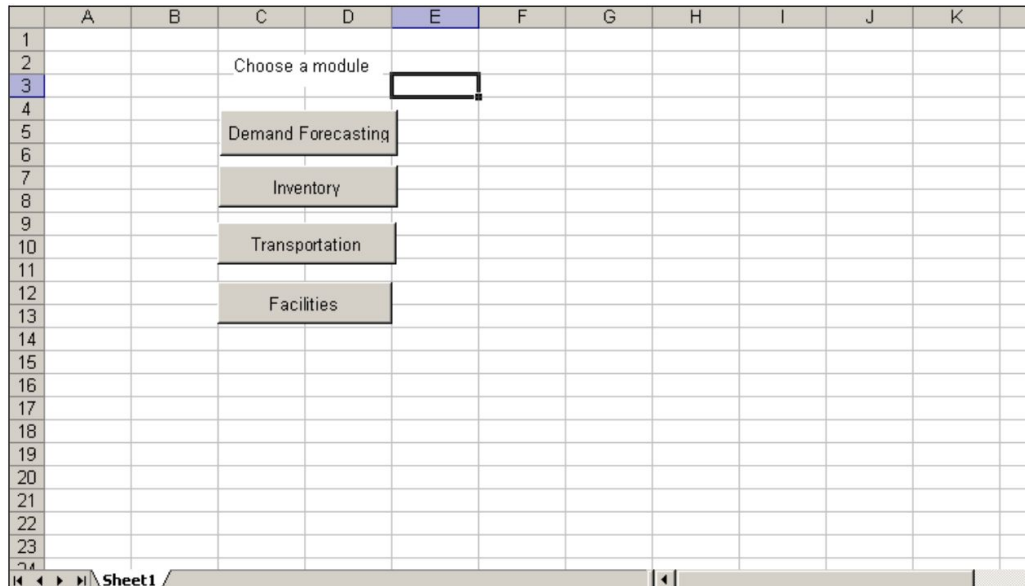 A B C D E F G H I J K
1
2 Choose a module
3
4
5 Demand Forecasting
6
7
8 Inventory
9
10 Transportation
11
12 Facilities
13
14
15
16
17
18
19
20
21
22
23
24
Sheet1